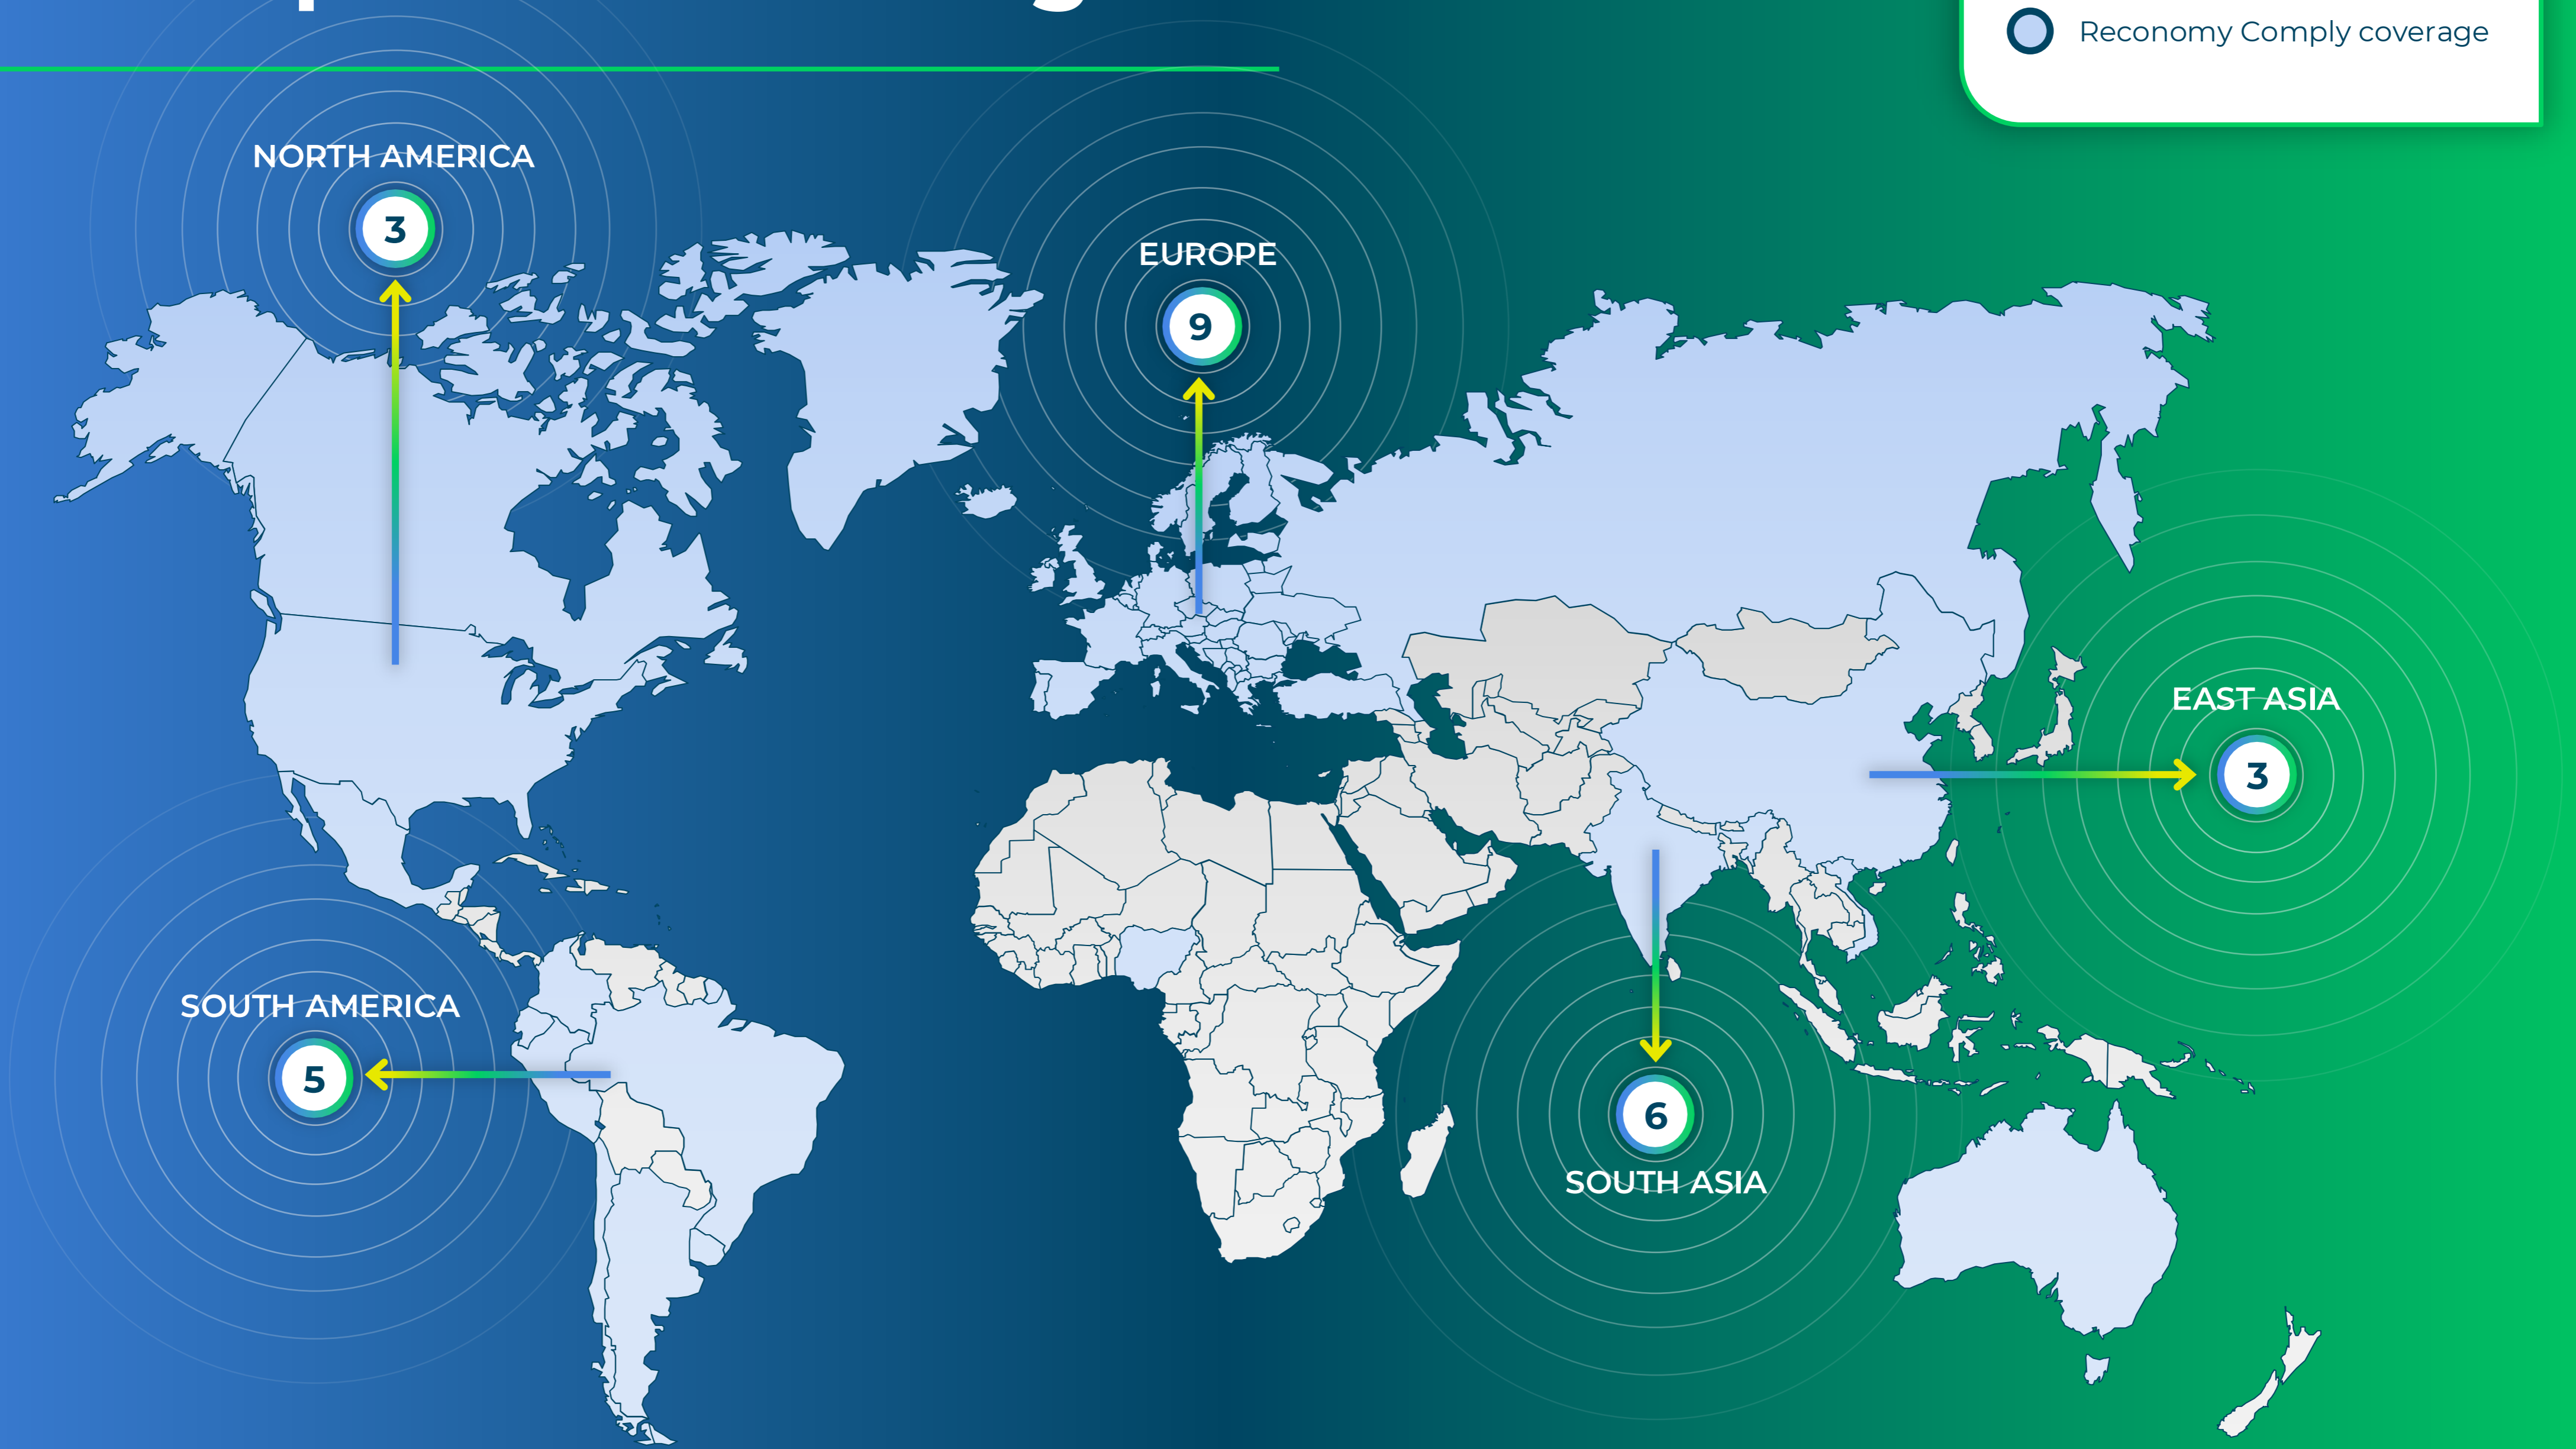 Reconomy Comply coverage
NORTH AMERICA
3
EUROPE
9
EAST ASIA
3
SOUTH AMERICA
5
6
SOUTH ASIA